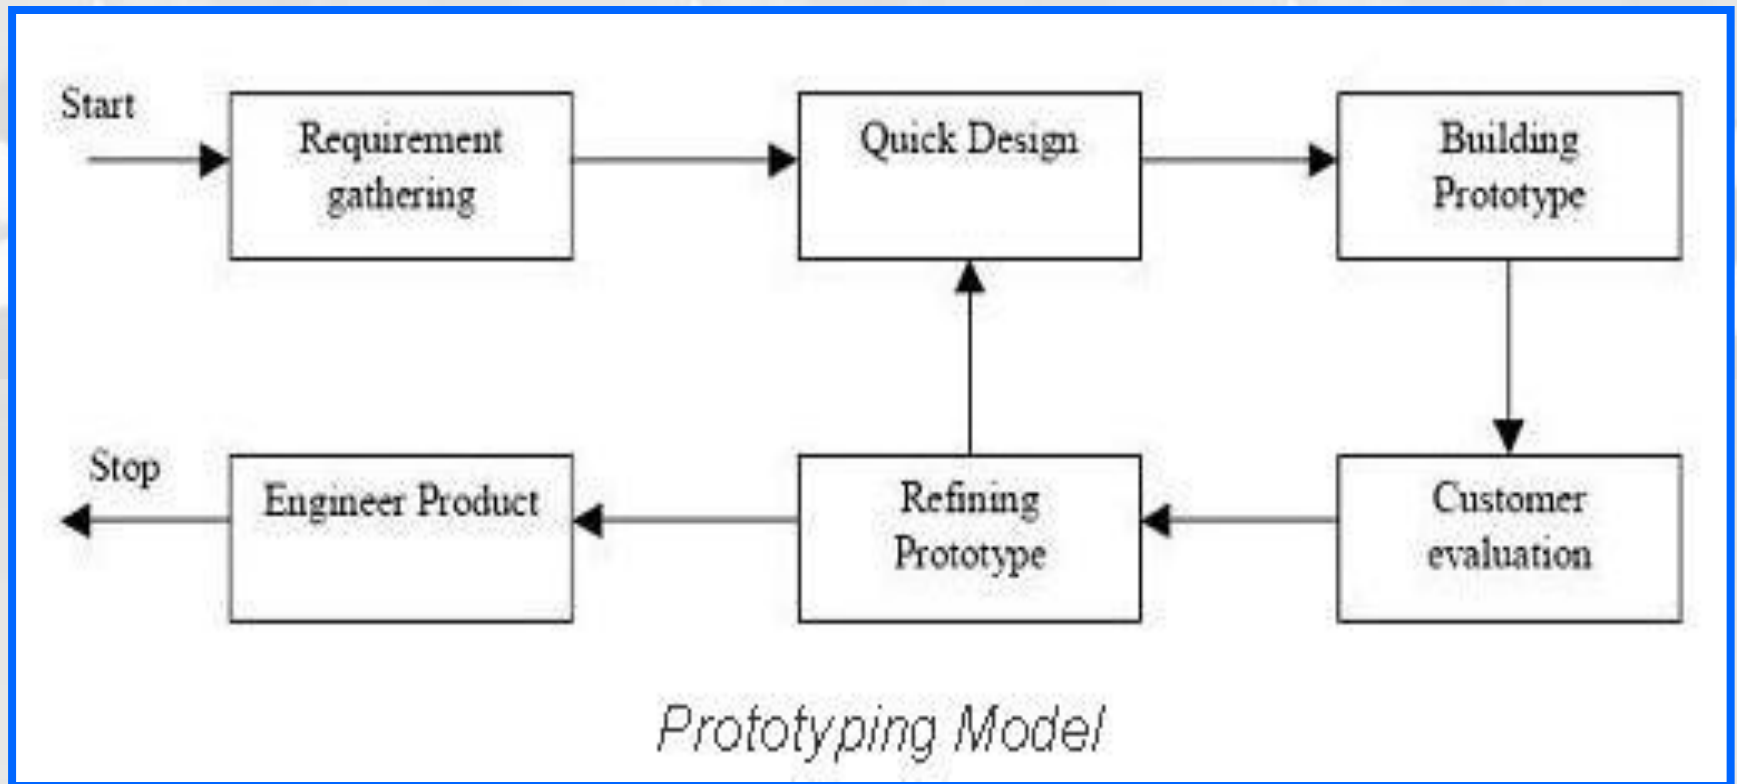 Start
Requirement
gathering
Quick Design
Building
Prototype
Stop
Engineer Product
Refining
Prototype
Customer
evaluation
Prototyping Model